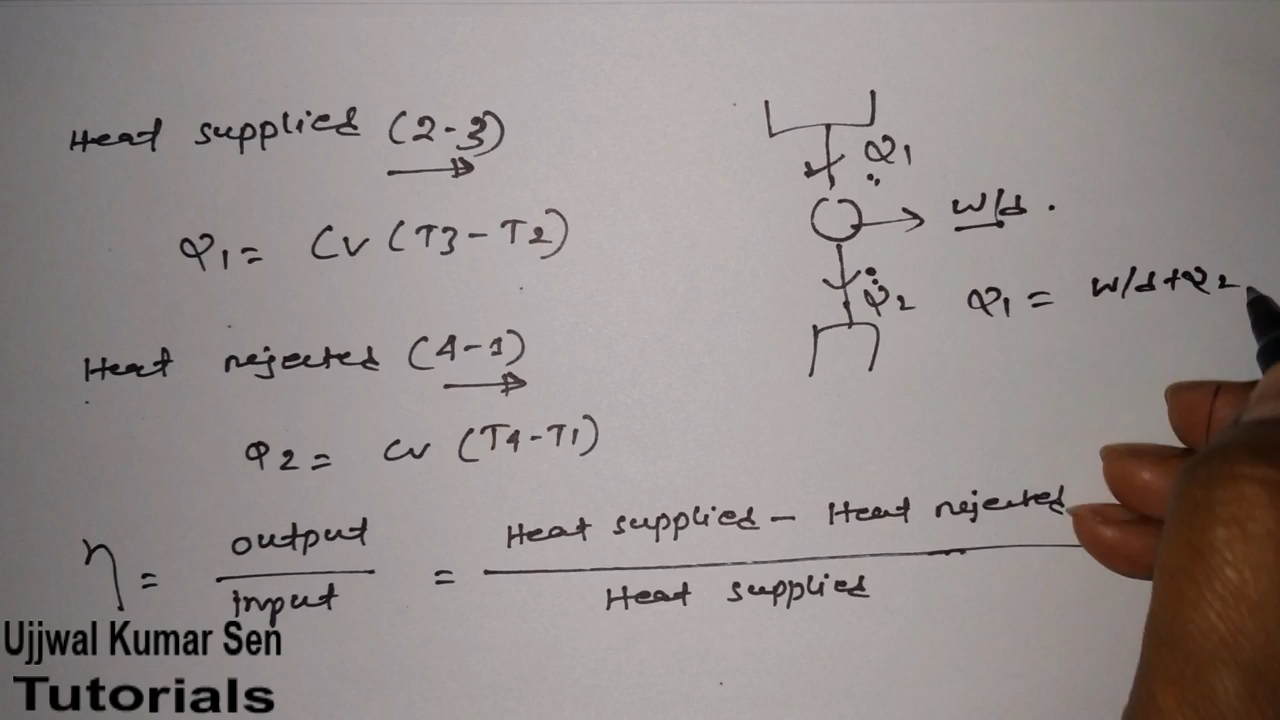 Heat supplied (2-3)
Q1 = Cv (T3 - T2)
Heat rejected (4-1)
Q2 = Cv (T4 - T1)
η = output / input = Heat supplied - Heat rejected / Heat supplied
Q1
W/d.
Q2
Q1 = W/d + Q2
Ujjwal Kumar Sen
Tutorials